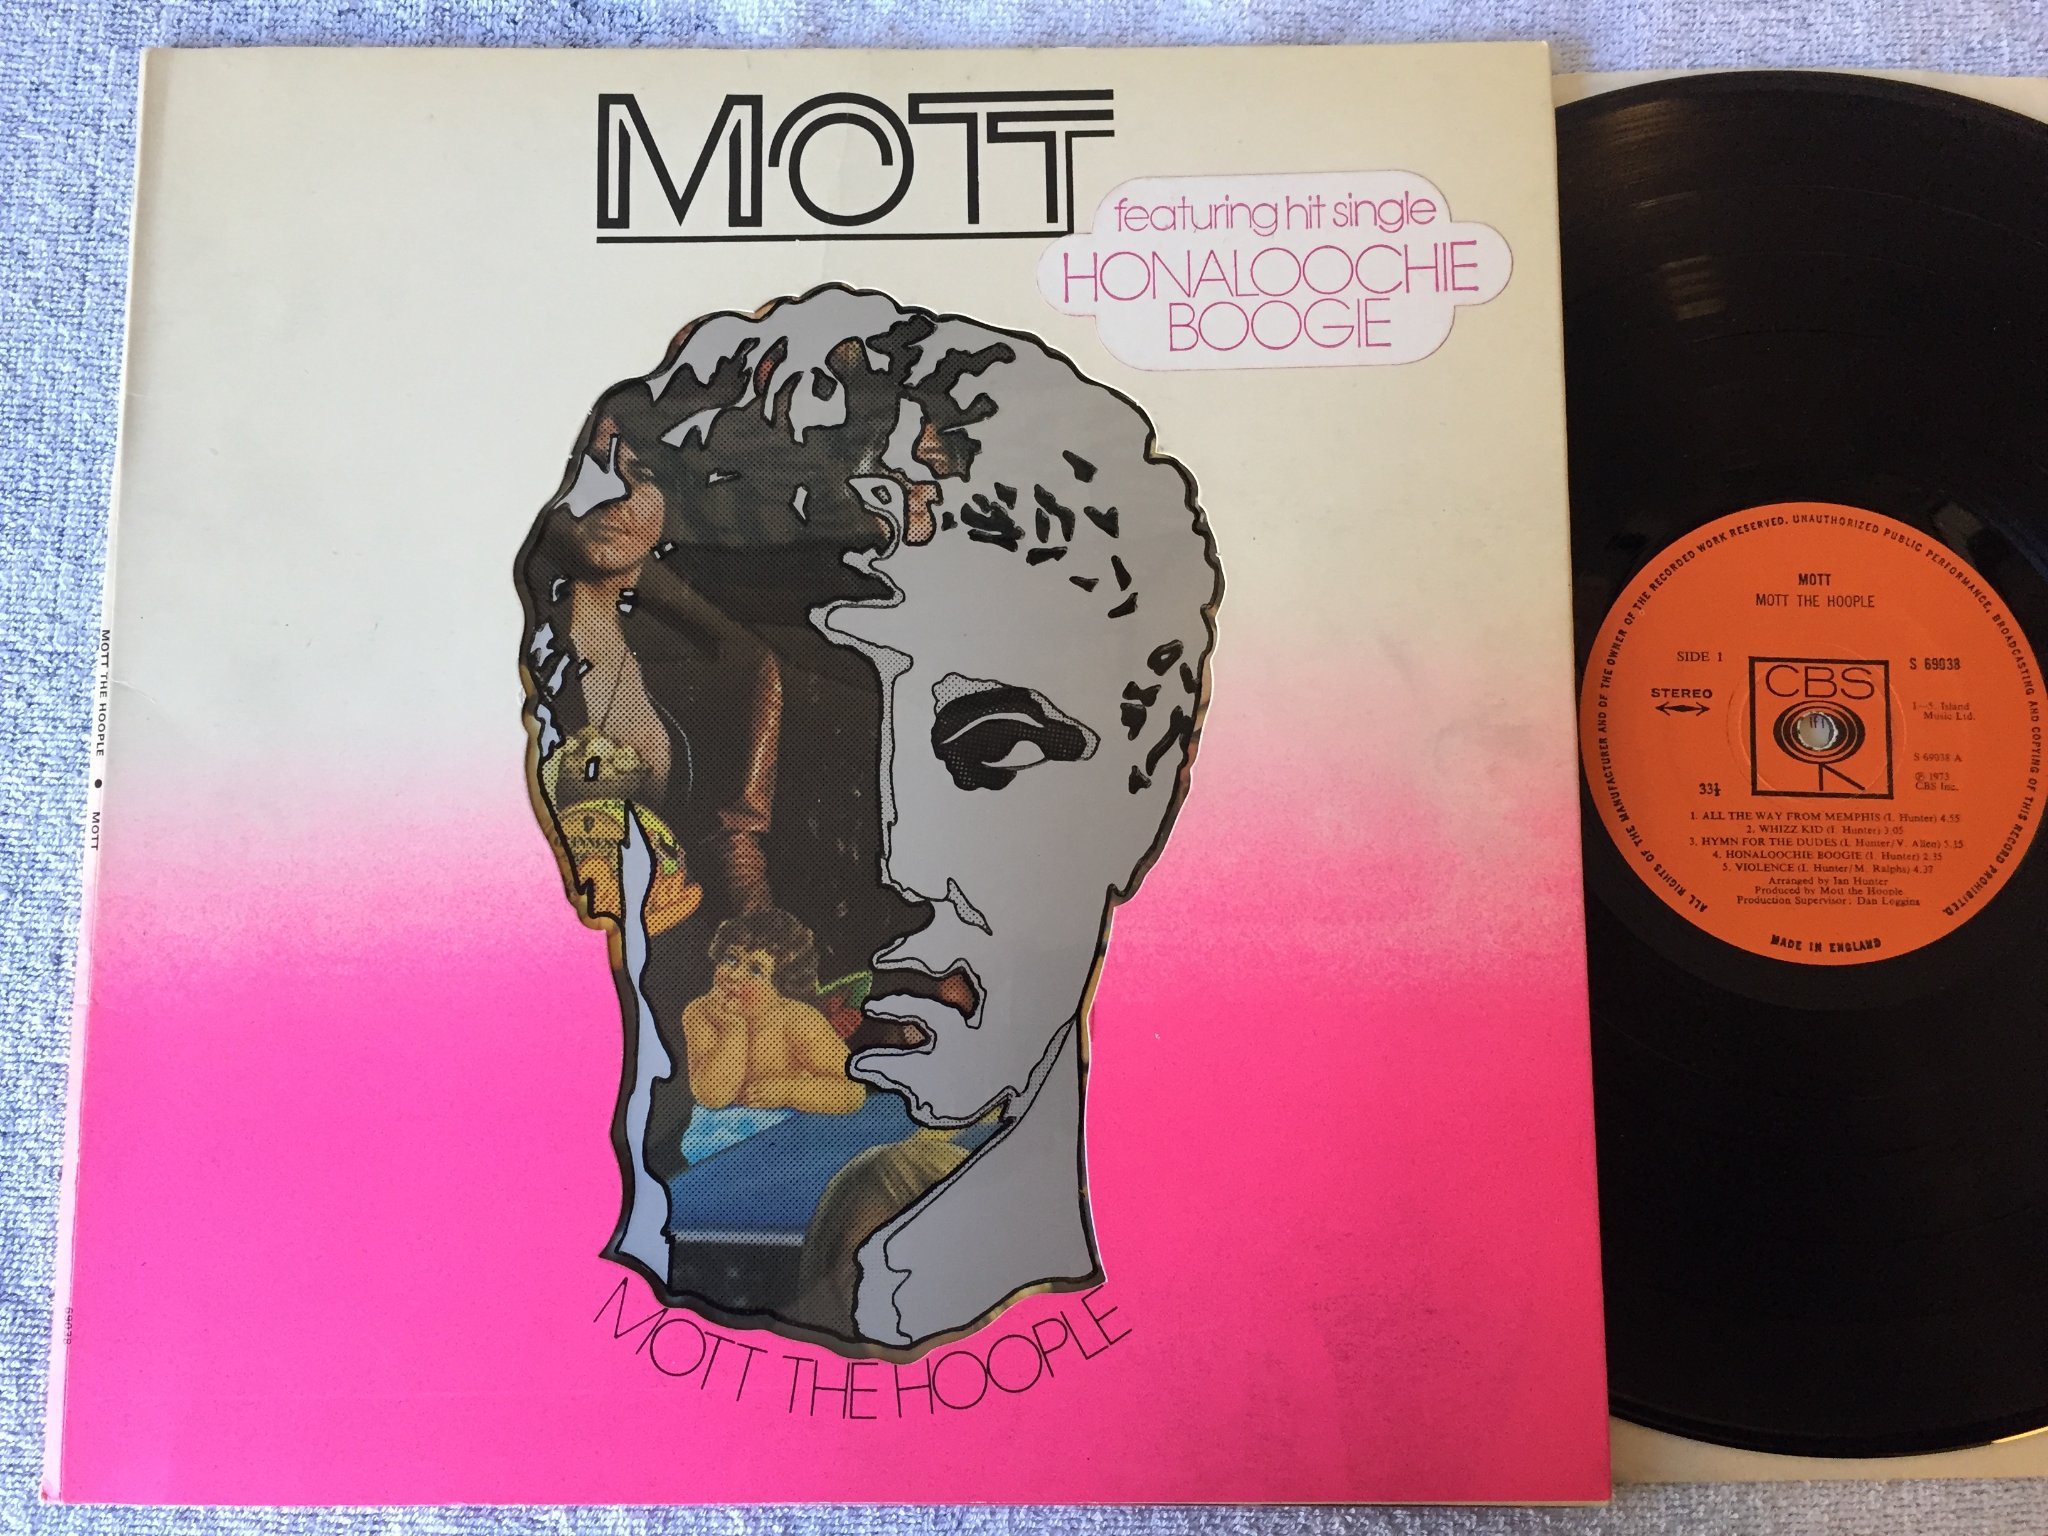 MOTT
featuring hit single
HONALOOCHIE
BOOGIE
MOTT THE HOOPLE
MOTT THE HOOPLE • MOTT
69038
ALL RIGHTS OF THE MANUFACTURER AND OF THE OWNER OF THE RECORDED WORK RESERVED. UNAUTHORIZED PUBLIC PERFORMANCE, BROADCASTING AND COPYING OF THIS RECORD PROHIBITED.
MOTT
MOTT THE HOOPLE
SIDE 1
S 69038
STEREO
CBS
1—5. Island
Music Ltd.
S 69038 A
℗ 1973
CBS Inc.
33⅓
1. ALL THE WAY FROM MEMPHIS (I. Hunter) 4.55
2. WHIZZ KID (I. Hunter) 3.05
3. HYMN FOR THE DUDES (I. Hunter/V. Allen) 5.15
4. HONALOOCHIE BOOGIE (I. Hunter) 2.35
5. VIOLENCE (I. Hunter/M. Ralphs) 4.37
Arranged by Ian Hunter
Produced by Mott the Hoople
Production Supervisor: Dan Loggins
MADE IN ENGLAND